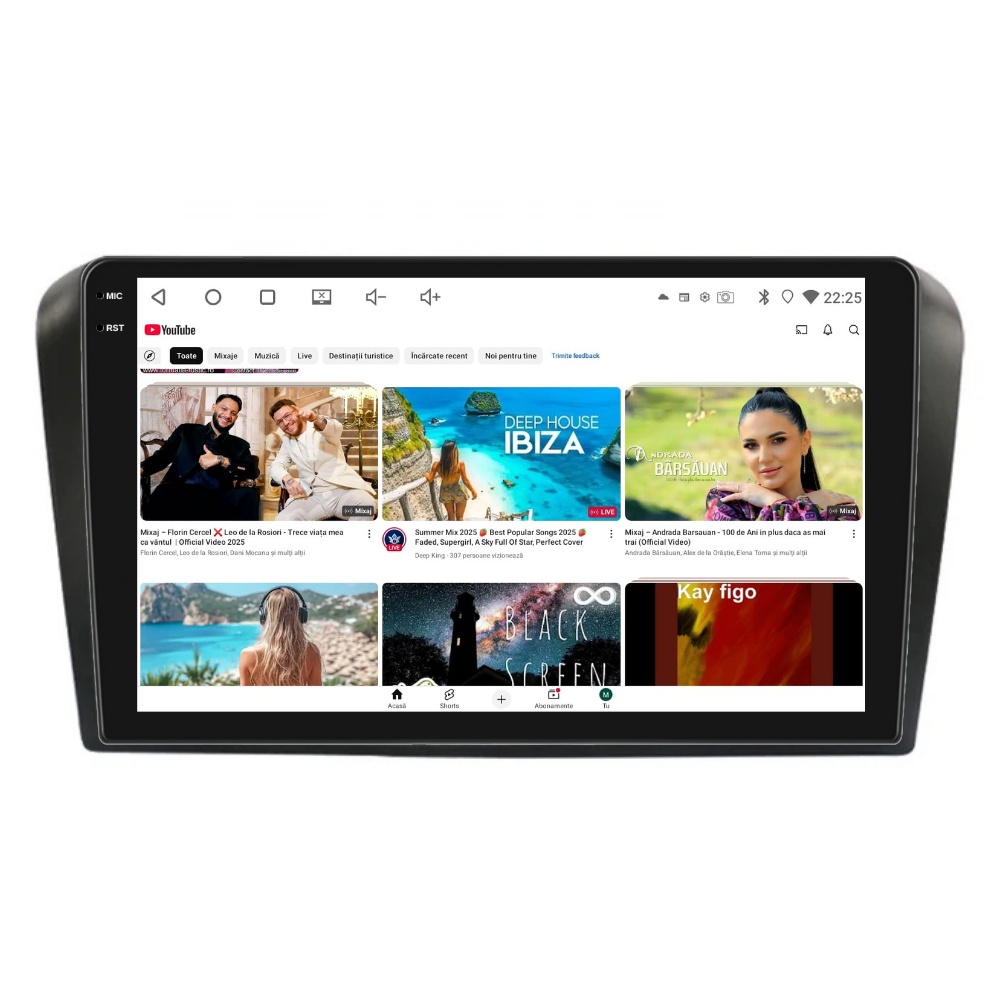 MIC
RST
22:25
YouTube
Toate
Mixaje
Muzică
Live
Destinații turistice
Încărcate recent
Noi pentru tine
Trimite feedback
DEEP HOUSE
IBIZA
ANDRADA
BÂRSĂUAN
Mixaj
LIVE
Mixaj
Mixaj – Florin Cercel ❌ Leo de la Rosiori - Trece viața mea
ca vântul | Official Video 2025
Florin Cercel, Leo de la Rosiori, Dani Mocanu și mulți alții
LIVE
Summer Mix 2025 🍓 Best Popular Songs 2025 🍓
Faded, Supergirl, A Sky Full Of Star, Perfect Cover
Deep King · 307 persoane vizionează
Mixaj – Andrada Barsauan - 100 de Ani in plus daca as mai
trai (Official Video)
Andrada Bârsăuan, Alex de la Orăștie, Elena Toma și mulți alții
BLACK
SCREEN
Kay figo
Acasă
Shorts
Abonamente
M
Tu